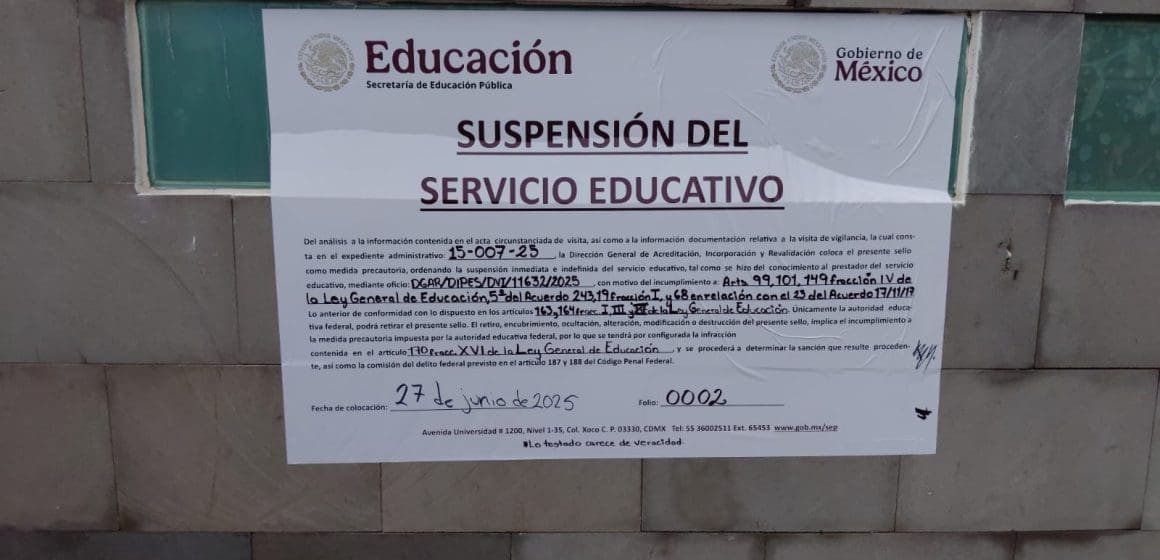 Educación
Secretaría de Educación Pública
Gobierno de
México
SUSPENSIÓN DEL
SERVICIO EDUCATIVO
Del análisis a la información contenida en el acta circunstanciada de visita, así como a la información documentación relativa a la visita de vigilancia, la cual cons-
ta en el expediente administrativo: 15-007-25, la Dirección General de Acreditación, Incorporación y Revalidación coloca el presente sello
como medida precautoria, ordenando la suspensión inmediata e indefinida del servicio educativo, tal como se hizo del conocimiento al prestador del servicio
educativo, mediante oficio: DGAR/DIPES/DNI/11632/2025, con motivo del incumplimiento a: Arts. 99, 101, 149 fracción IV de
la Ley General de Educación, 5° del Acuerdo 243, 19 fracción I, y 68 en relación con el 23 del Acuerdo 17/11/17
Lo anterior de conformidad con lo dispuesto en los artículos 163, 164 fracc. I, III y de la Ley General de Educación. Únicamente la autoridad educa-
tiva federal, podrá retirar el presente sello. El retiro, encubrimiento, ocultación, alteración, modificación o destrucción del presente sello, implica el incumplimiento a
la medida precautoria impuesta por la autoridad educativa federal, por lo que se tendrá por configurada la infracción
contenida en el artículo 170 fracc. XVI de la Ley General de Educación y se procederá a determinar la sanción que resulte proceden-
te, así como la comisión del delito federal previsto en el artículo 187 y 188 del Código Penal Federal.
Fecha de colocación: 27 de junio de 2025 Folio: 0002
Avenida Universidad # 1200, Nivel 1-35, Col. Xoco C. P. 03330, CDMX Tel: 55 36002511 Ext. 65453 www.gob.mx/sep
*Lo testado carece de veracidad.